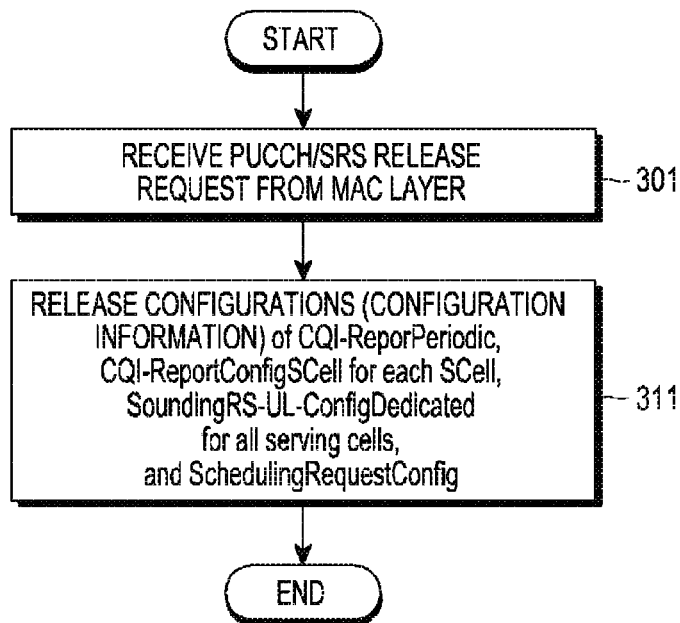 START
RECEIVE PUCCH/SRS RELEASE
REQUEST FROM MAC LAYER
301
RELEASE CONFIGURATIONS (CONFIGURATION
INFORMATION) of CQI-ReporPeriodic,
CQI-ReportConfigSCell for each SCell,
SoundingRS-UL-ConfigDedicated
for all serving cells,
and SchedulingRequestConfig
311
END